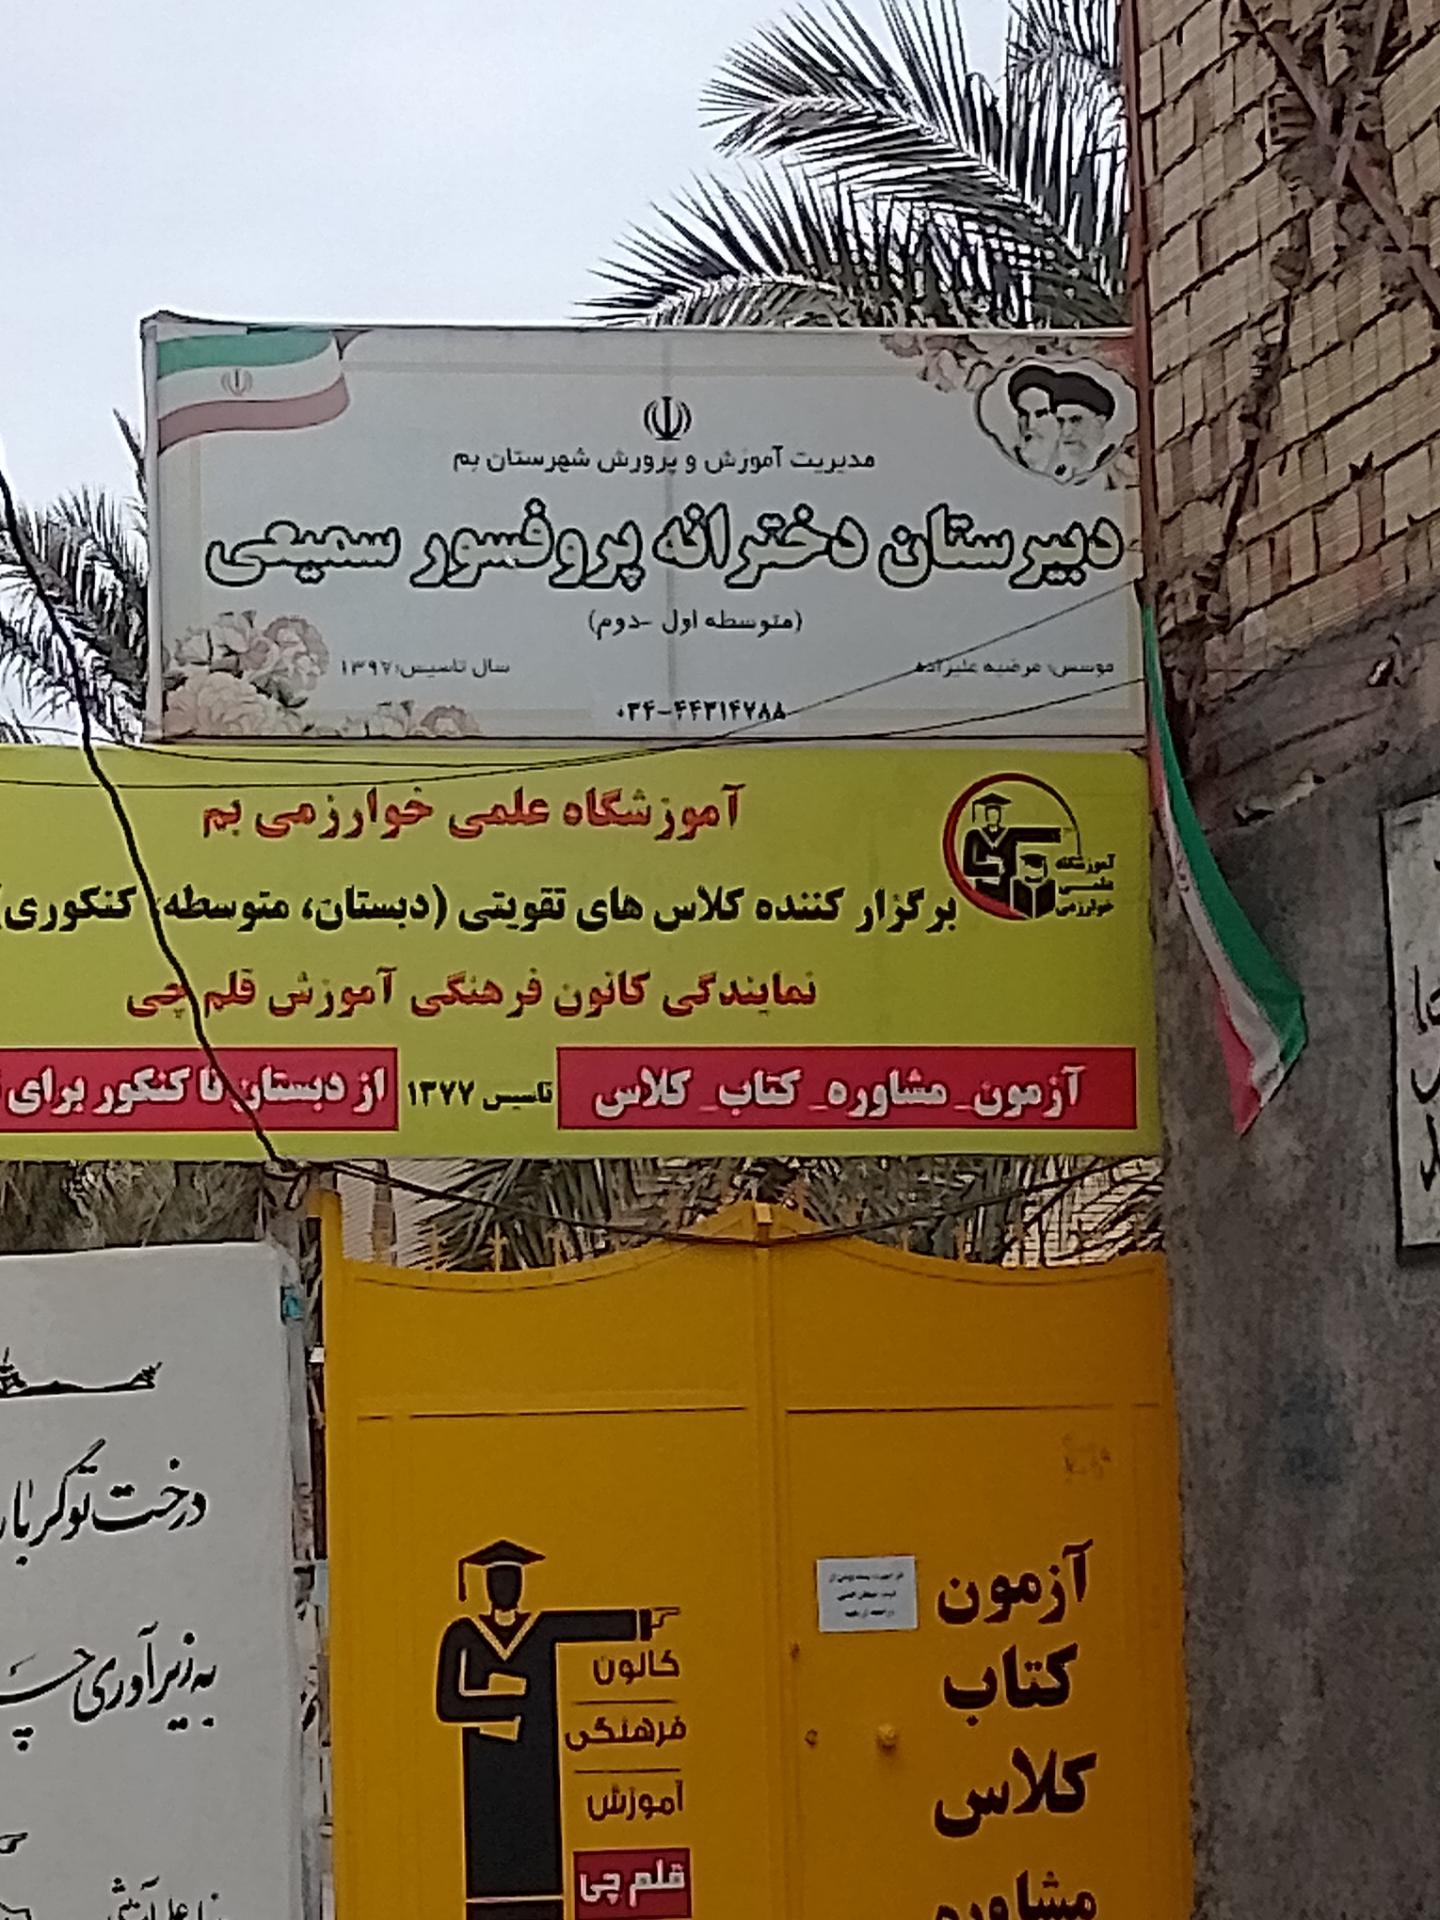 مدیریت آموزش و پرورش شهرستان بم
دبیرستان دخترانه پروفسور سمیعی
(متوسطه اول -دوم)
موسس: مرضیه علیزاده
سال تاسیس: ۱۳۹۷
۰۳۴-۴۴۳۱۴۷۸۸
آموزشگاه علمی خوارزمی بم
آموزشگاه
علمی
خوارزمی
برگزار کننده کلاس های تقویتی (دبستان، متوسطه، کنکوری)
نمایندگی کانون فرهنگی آموزش قلم چی
آزمون_ مشاوره_ کتاب_ کلاس
تاسیس ۱۳۷۷
از دبستان تا کنکور برای
درخت تو گر بار
به زیر آوری
کانون
فرهنگی
آموزش
قلم چی
آزمون
کتاب
کلاس
مشاوره